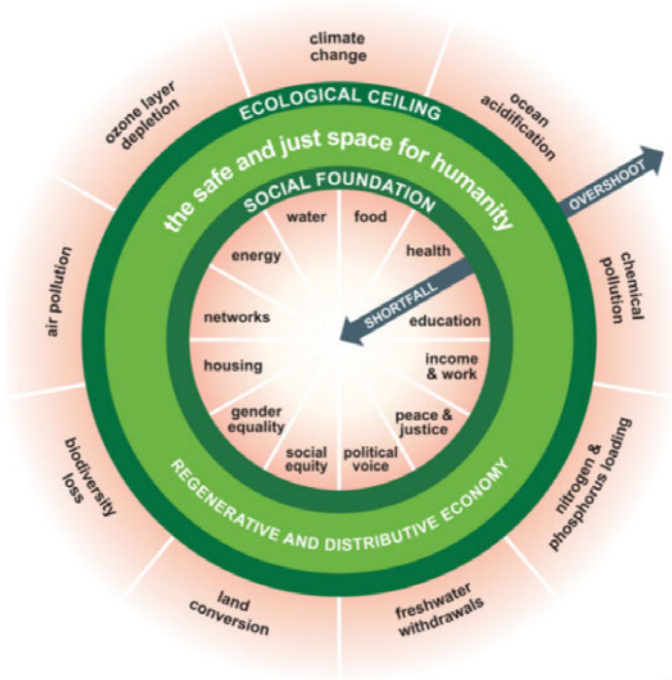 climate
change
ocean
acidification
ozone layer
depletion
ECOLOGICAL CEILING
the safe and just space for humanity
SOCIAL FOUNDATION
OVERSHOOT
water
food
energy
health
chemical
pollution
air pollution
SHORTFALL
networks
education
housing
income
& work
gender
equality
peace &
justice
social
equity
political
voice
biodiversity
loss
nitrogen &
phosphorus loading
REGENERATIVE AND DISTRIBUTIVE ECONOMY
land
conversion
freshwater
withdrawals